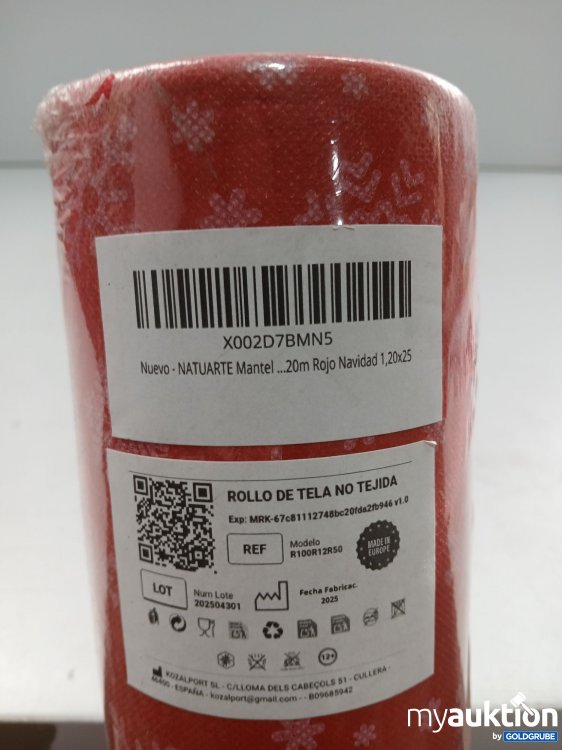 X002D7BMN5
Nuevo - NATUARTE Mantel ...20m Rojo Navidad 1,20x25
ROLLO DE TELA NO TEJIDA
Exp: MRK-67c81112748bc20fda2fb946 v1.0
REF
Modelo
R100R12R50
MADE IN
EUROPE
LOT
Num Lote
202504301
Fecha Fabricac.
2025
12+
KOZALPORT SL - C/LLOMA DELS CABEÇOLS 51 - CULLERA -
46400 - ESPAÑA - kozalport@gmail.com - - B09685942
myauktion
by GOLDGRUBE